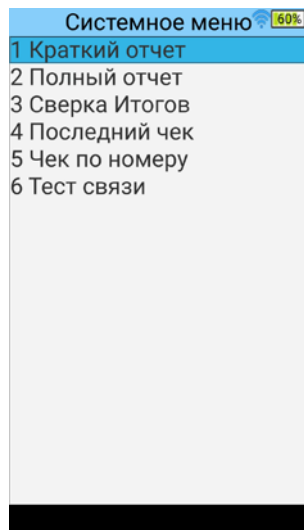 Системное меню 60%
1 Краткий отчет
2 Полный отчет
3 Сверка Итогов
4 Последний чек
5 Чек по номеру
6 Тест связи